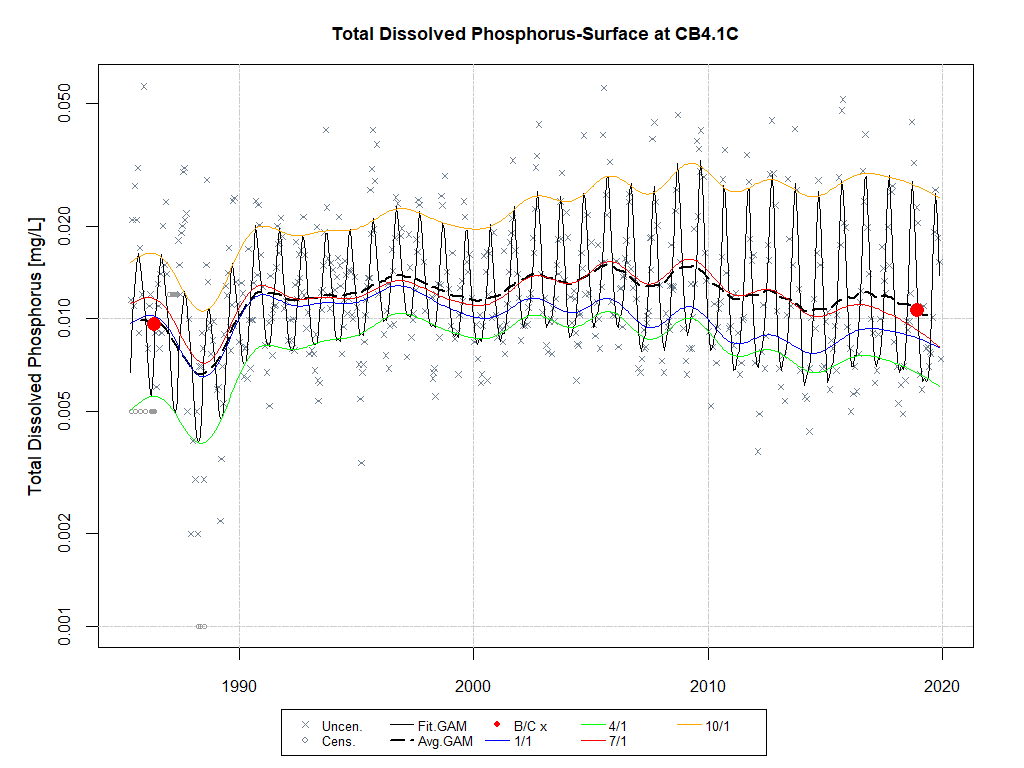 Total Dissolved Phosphorus-Surface at CB4.1C
Total Dissolved Phosphorus [mg/L]
0.050
0.020
0.010
0.005
0.002
0.001
1990 2000 2010 2020
Uncen. Fit.GAM B/C x 4/1 10/1
Cens. Avg.GAM 1/1 7/1